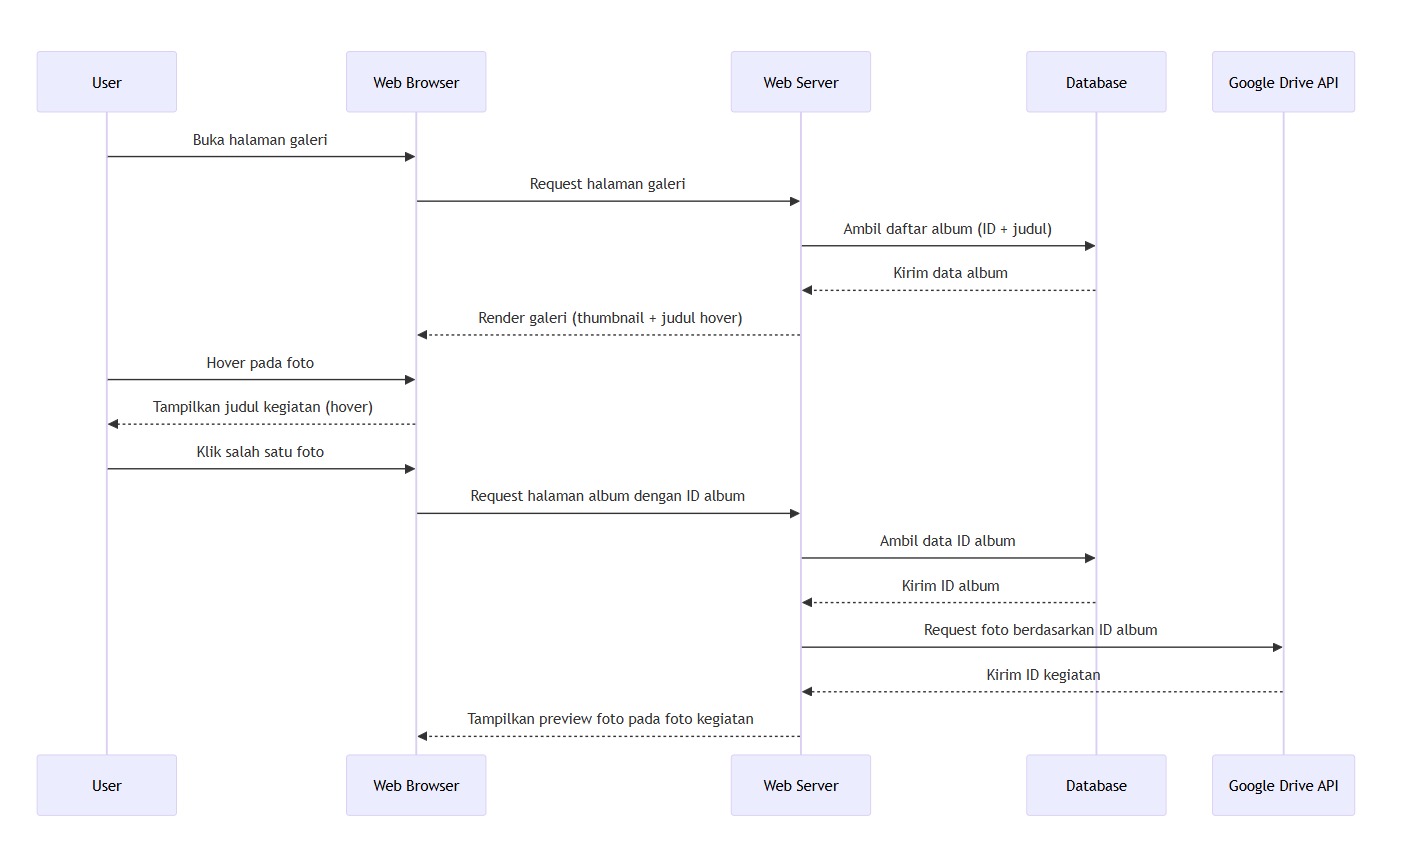 User
Web Browser
Web Server
Database
Google Drive API
Buka halaman galeri
Request halaman galeri
Ambil daftar album (ID + judul)
Kirim data album
Render galeri (thumbnail + judul hover)
Hover pada foto
Tampilkan judul kegiatan (hover)
Klik salah satu foto
Request halaman album dengan ID album
Ambil data ID album
Kirim ID album
Request foto berdasarkan ID album
Kirim ID kegiatan
Tampilkan preview foto pada foto kegiatan
User
Web Browser
Web Server
Database
Google Drive API